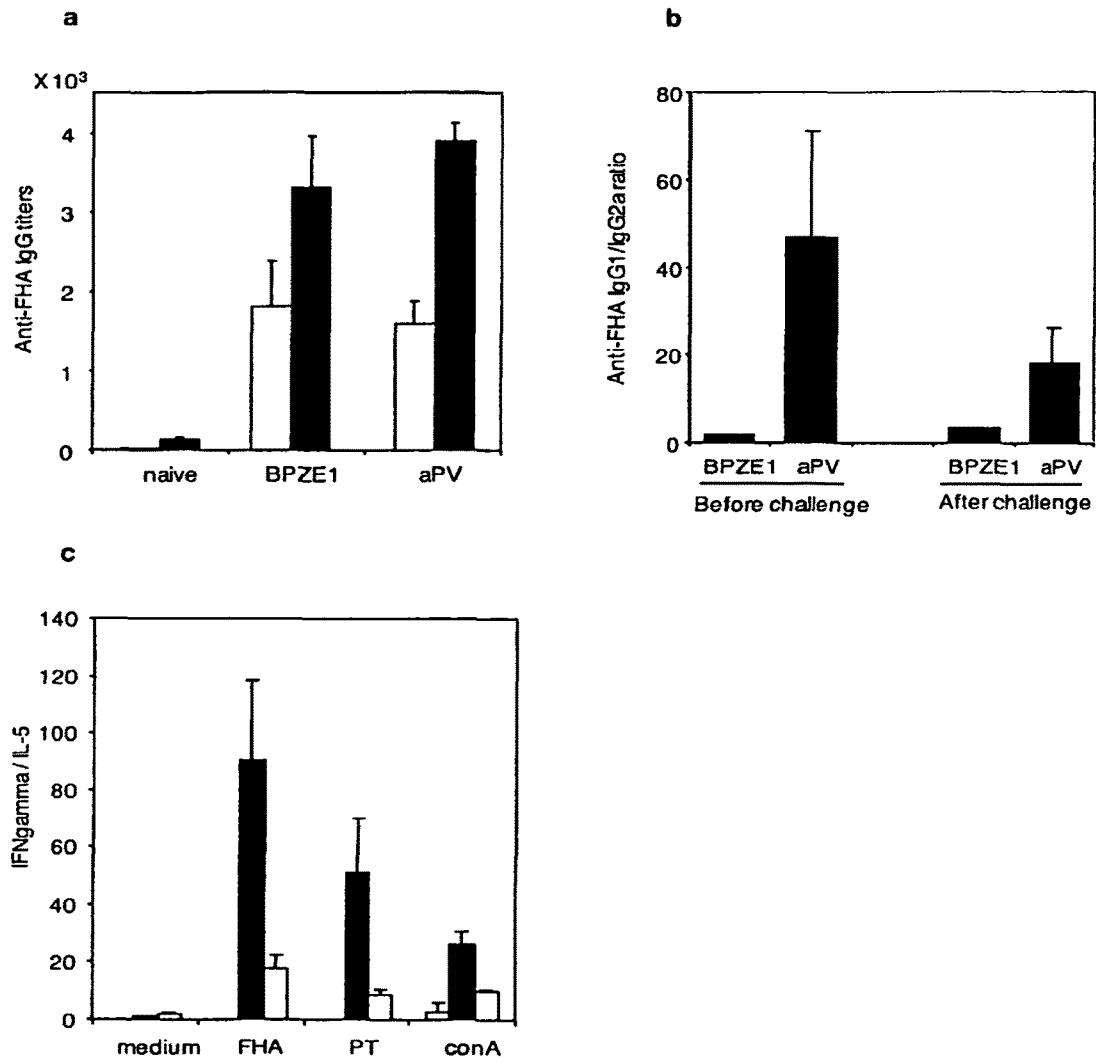 a
X 10³
4
3
2
1
0
Anti-FHA IgG titers
naive BPZE1 aPV
b
80
60
40
20
0
Anti-FHA IgG1/IgG2a ratio
BPZE1 aPV BPZE1 aPV
Before challenge After challenge
c
140
120
100
80
60
40
20
0
IFNgamma / IL-5
medium FHA PT conA